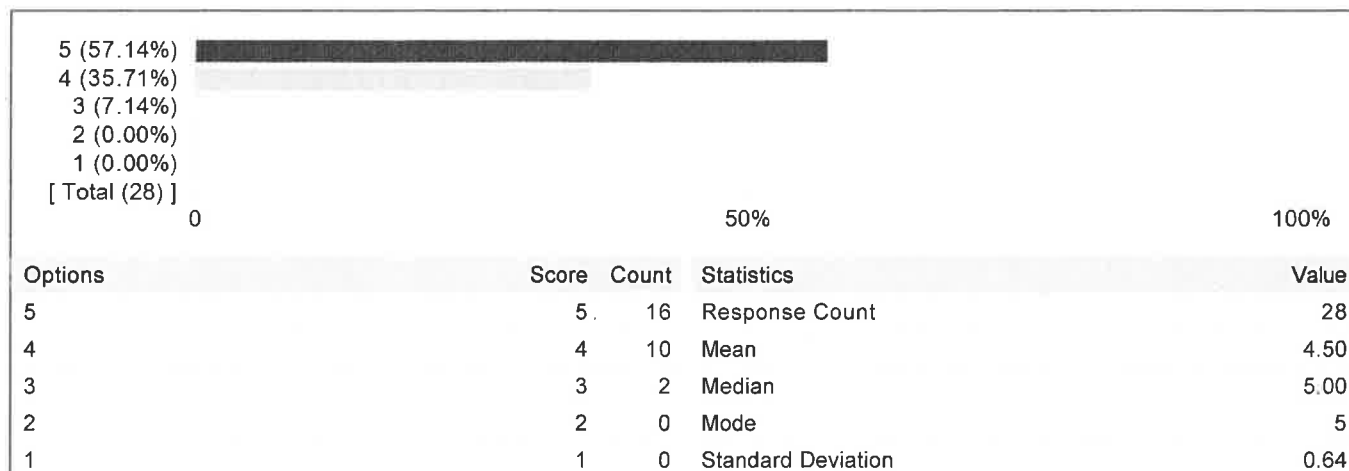 5 (57.14%)
4 (35.71%)
3 (7.14%)
2 (0.00%)
1 (0.00%)
[ Total (28) ]
0 50% 100%
Options Score Count Statistics Value
5 5 16 Response Count 28
4 4 10 Mean 4.50
3 3 2 Median 5.00
2 2 0 Mode 5
1 1 0 Standard Deviation 0.64